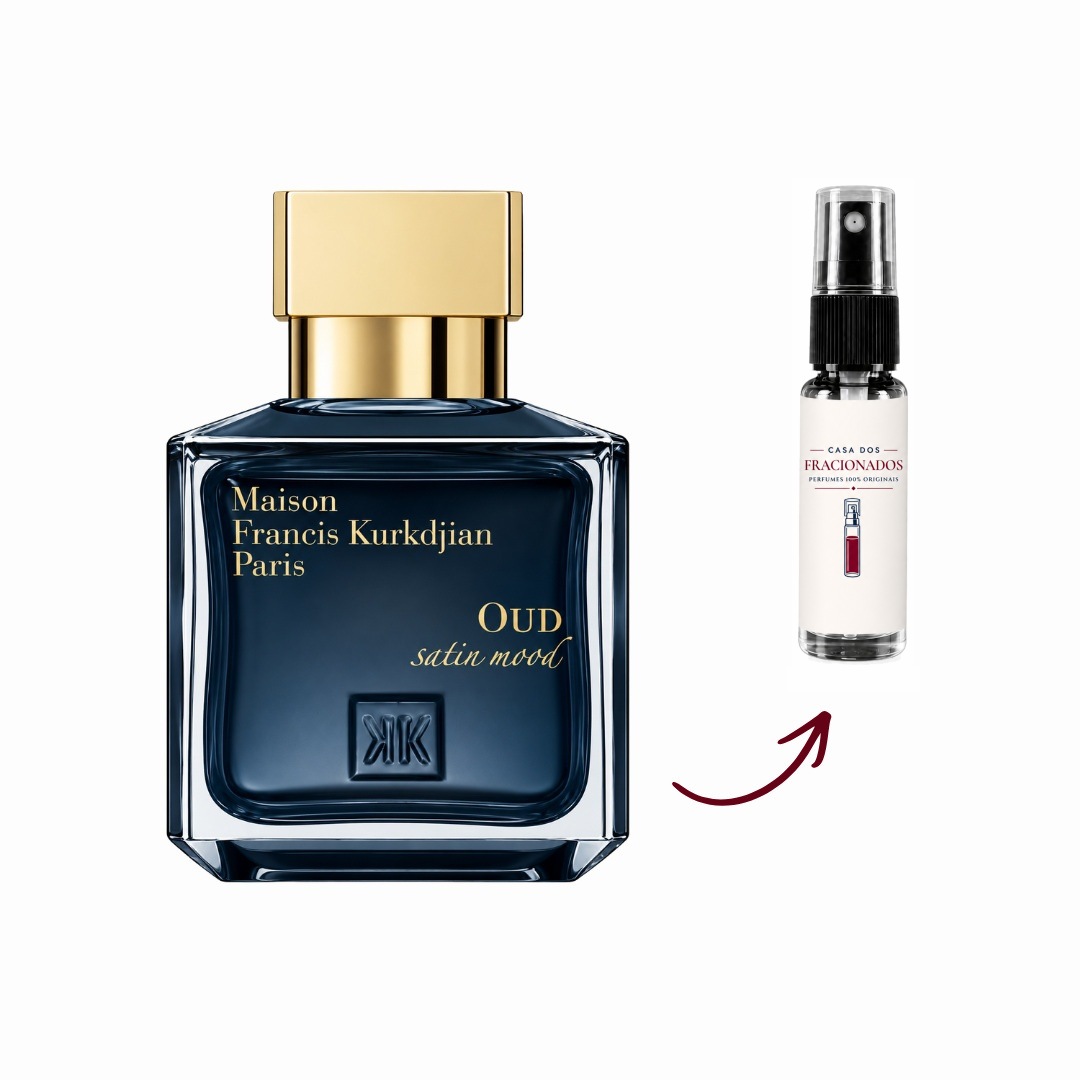 Maison
Francis Kurkdjian
Paris
OUD
satin mood
CASA DOS
FRACIONADOS
PERFUMES 100% ORIGINAIS